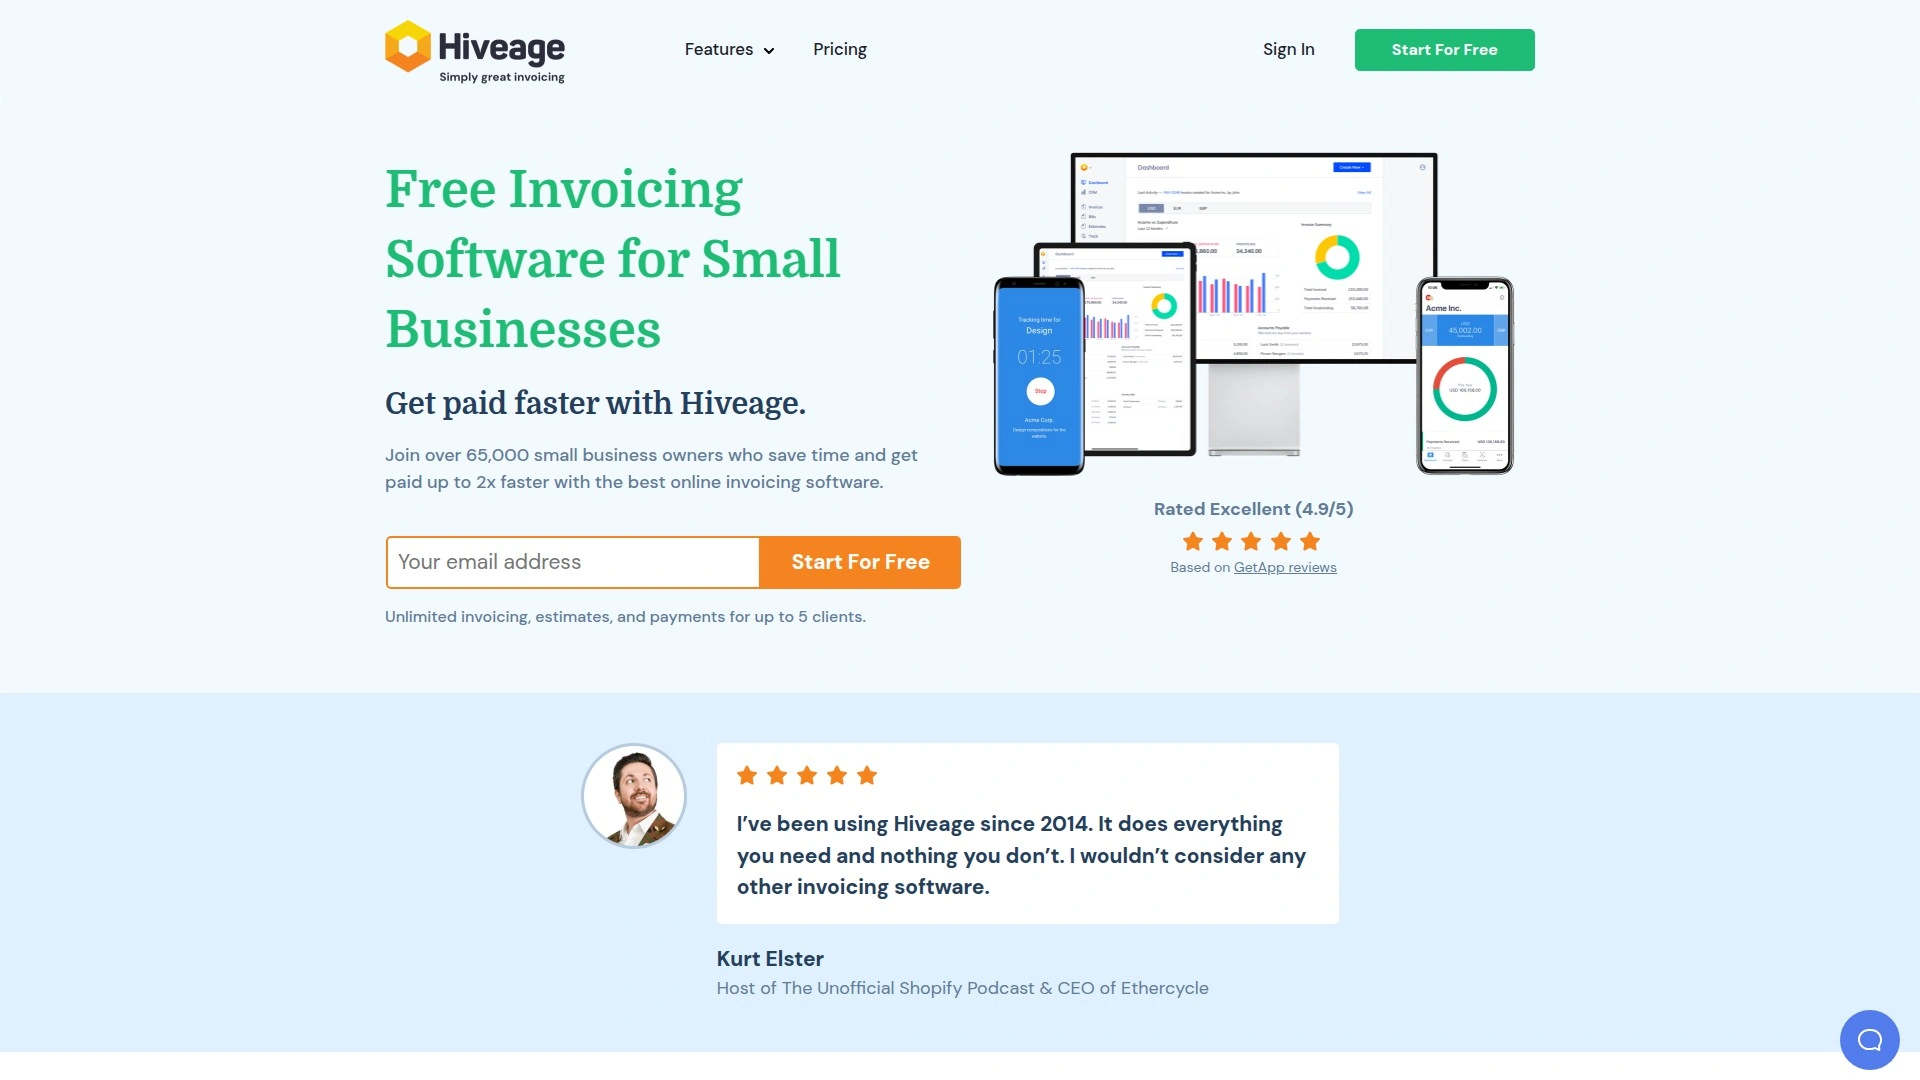 Hiveage
Simply great invoicing
Features
Pricing
Sign In
Start For Free
Free Invoicing
Software for Small
Businesses
Get paid faster with Hiveage.
Join over 65,000 small business owners who save time and get
paid up to 2x faster with the best online invoicing software.
Your email address
Start For Free
Unlimited invoicing, estimates, and payments for up to 5 clients.
Dashboard
Dashboard
Tracking time for
Design
01:25
Stop
Acme Corp.
Acme Inc.
45,002.00
Rated Excellent (4.9/5)
Based on GetApp reviews
I’ve been using Hiveage since 2014. It does everything
you need and nothing you don’t. I wouldn’t consider any
other invoicing software.
Kurt Elster
Host of The Unofficial Shopify Podcast & CEO of Ethercycle